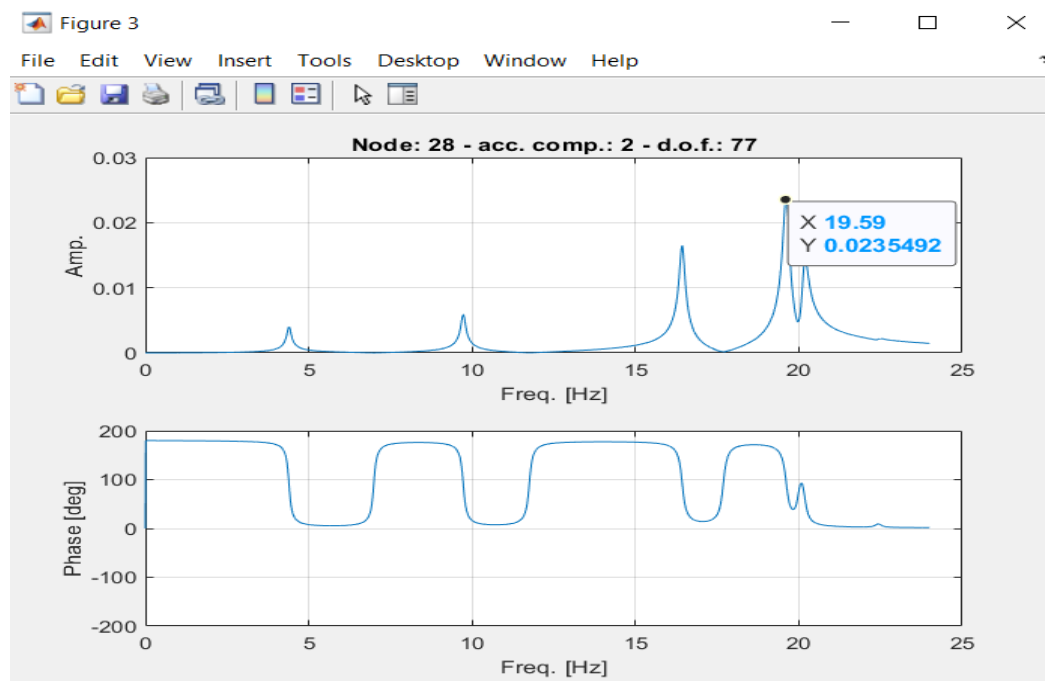 Figure 3
File Edit View Insert Tools Desktop Window Help
Node: 28 - acc. comp.: 2 - d.o.f.: 77
0.03
0.02
0.01
0
Amp.
X 19.59
Y 0.0235492
0 5 10 15 20 25
Freq. [Hz]
200
100
0
-100
-200
Phase [deg]
0 5 10 15 20 25
Freq. [Hz]